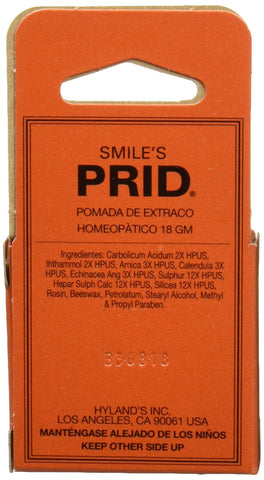 SMILE'S
PRID®
POMADA DE EXTRACO
HOMEOPÀTICO 18 GM
Ingredientes: Carbolicum Acidum 2X HPUS,
Inthammol 2X HPUS, Arnica 3X HPUS, Calendula 3X
HPUS, Echinacea Ang 3X HPUS, Sulphur 12X HPUS,
Hepar Sulph Calc 12X HPUS, Silicea 12X HPUS,
Rosin, Beeswax, Petrolatum, Stearyl Alcohol, Methyl
& Propyl Paraben.
B36818
HYLAND'S INC.
LOS ANGELES, CA 90061 USA
MANTÉNGASE ALEJADO DE LOS NIÑOS
KEEP OTHER SIDE UP